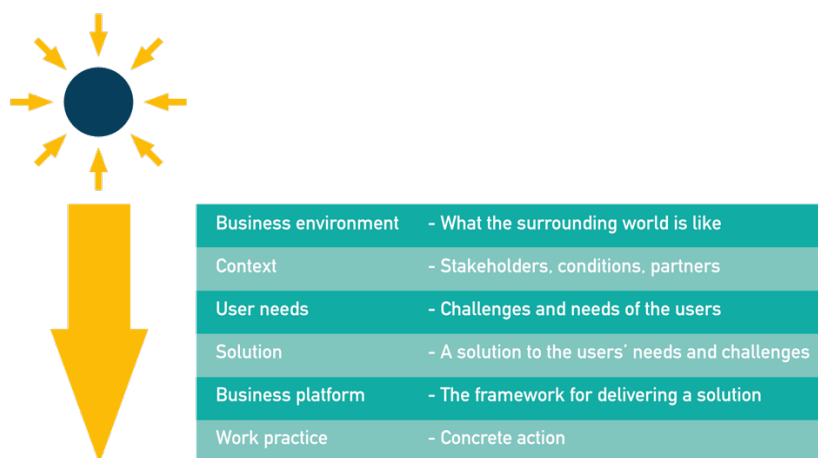 Business environment - What the surrounding world is like
Context - Stakeholders, conditions, partners
User needs - Challenges and needs of the users
Solution - A solution to the users’ needs and challenges
Business platform - The framework for delivering a solution
Work practice - Concrete action